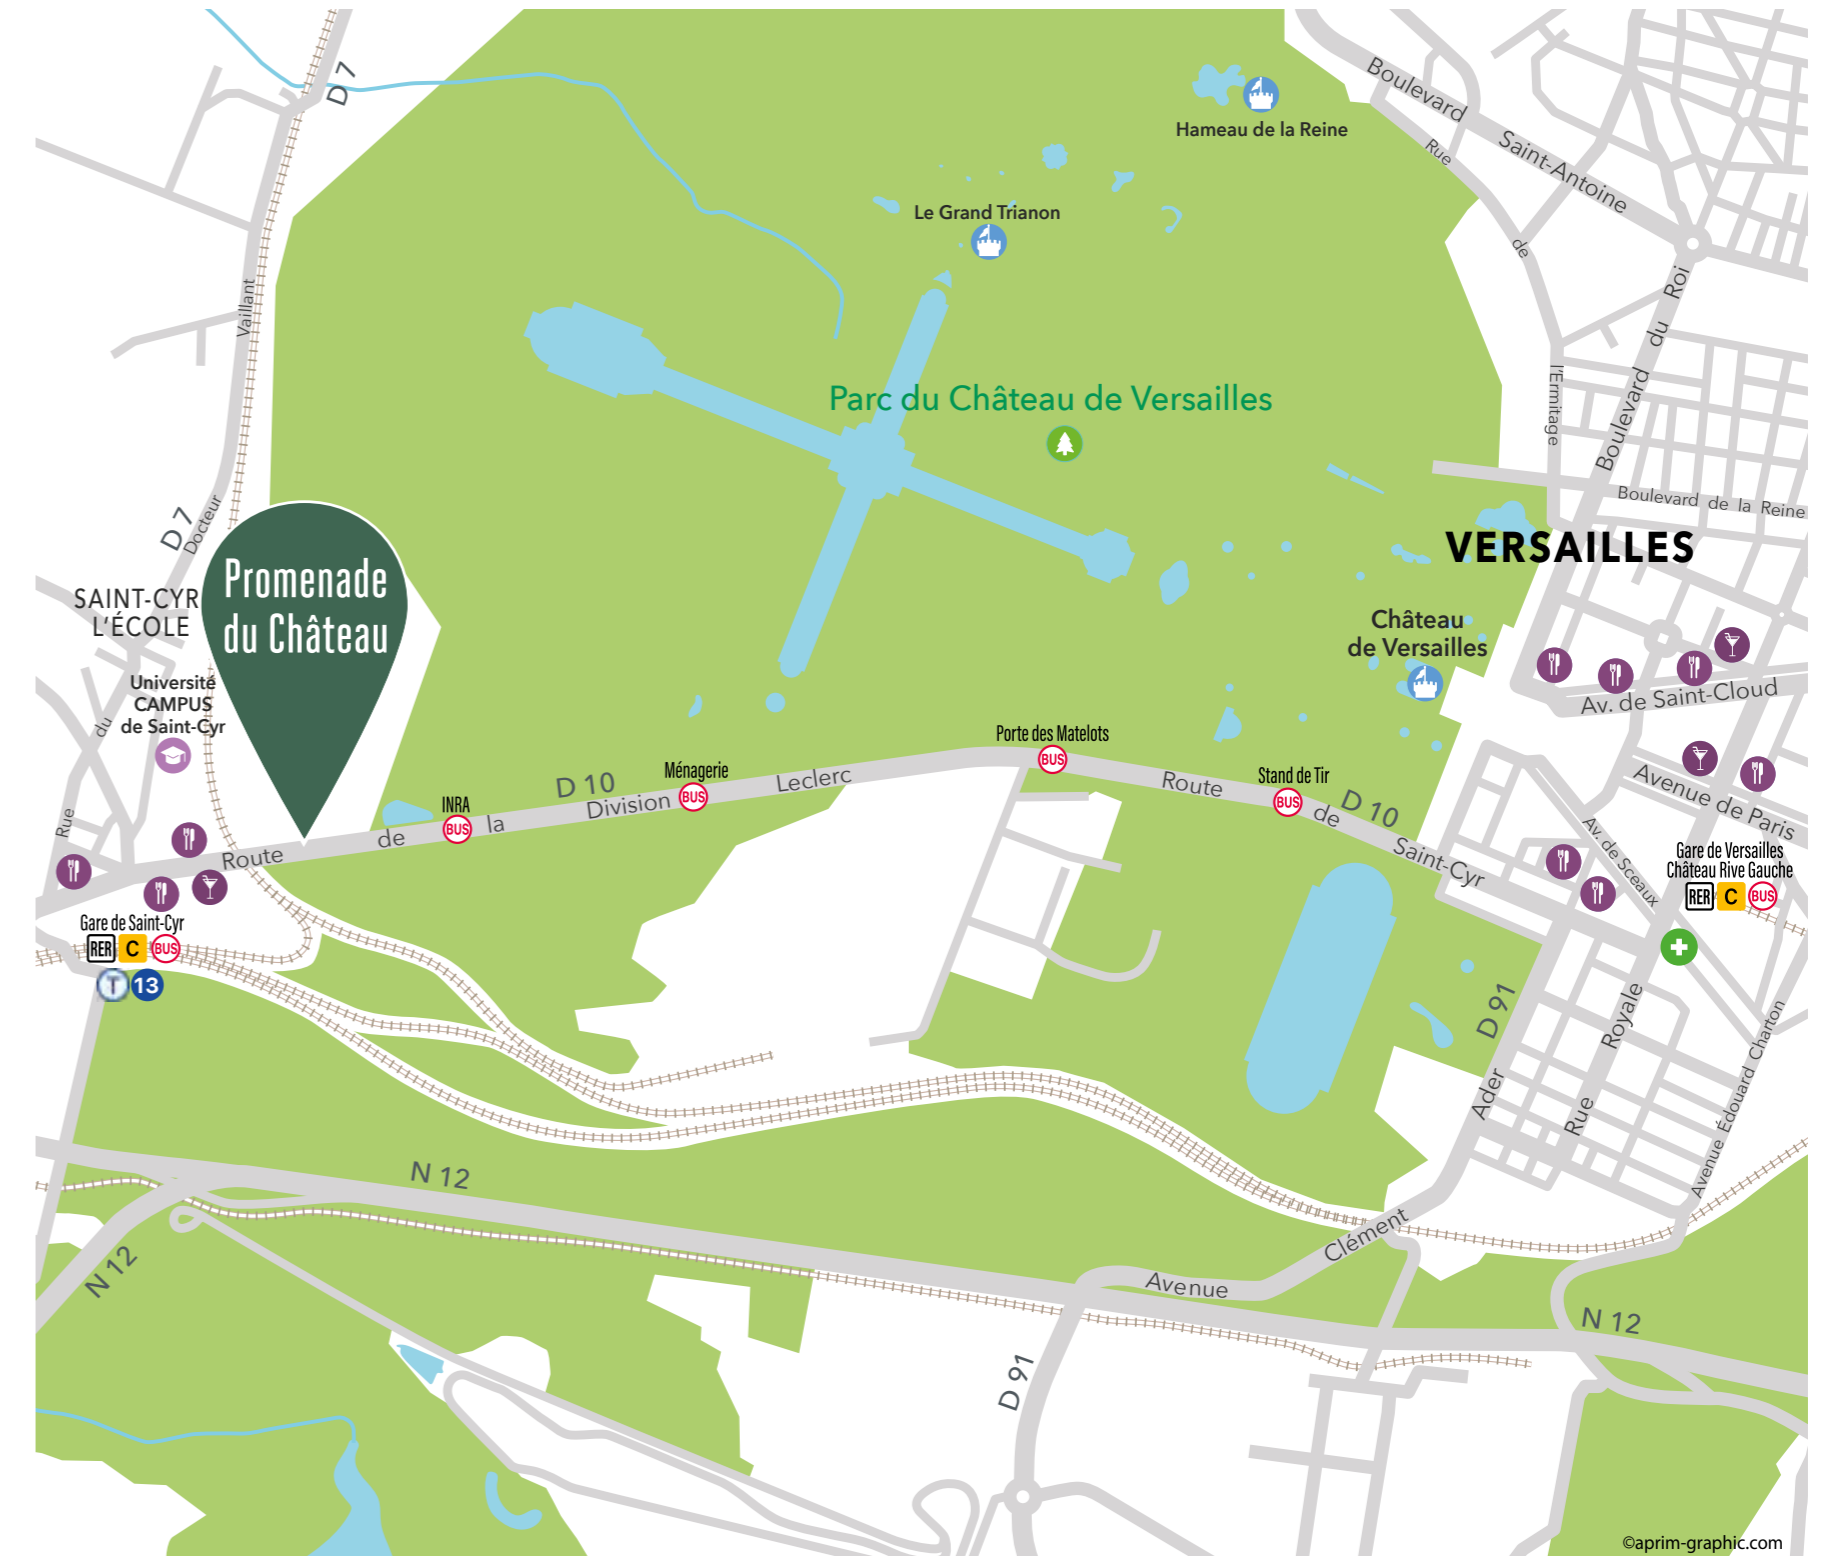 D 7
Boulevard
Saint-Antoine
Hameau de la Reine
Rue
de
l'Ermitage
Le Grand Trianon
Boulevard du Roi
Vaillant
Parc du Château de Versailles
Boulevard de la Reine
D 7
Docteur
VERSAILLES
Promenade
du Château
SAINT-CYR
L'ÉCOLE
Château
de Versailles
Université
CAMPUS
de Saint-Cyr
du
Rue
Av. de Saint-Cloud
Porte des Matelots
BUS
Ménagerie
BUS
Stand de Tir
BUS
INRA
BUS
D 10
Route de la Division Leclerc
Route de Saint-Cyr
D 10
Avenue de Paris
Av. de Sceaux
Gare de Versailles
Château Rive Gauche
RER C BUS
Gare de Saint-Cyr
RER C BUS
T 13
D 91
Rue Royale
Avenue Édouard Charton
Avenue Clément Ader
N 12
N 12
N 12
D 91
©aprim-graphic.com